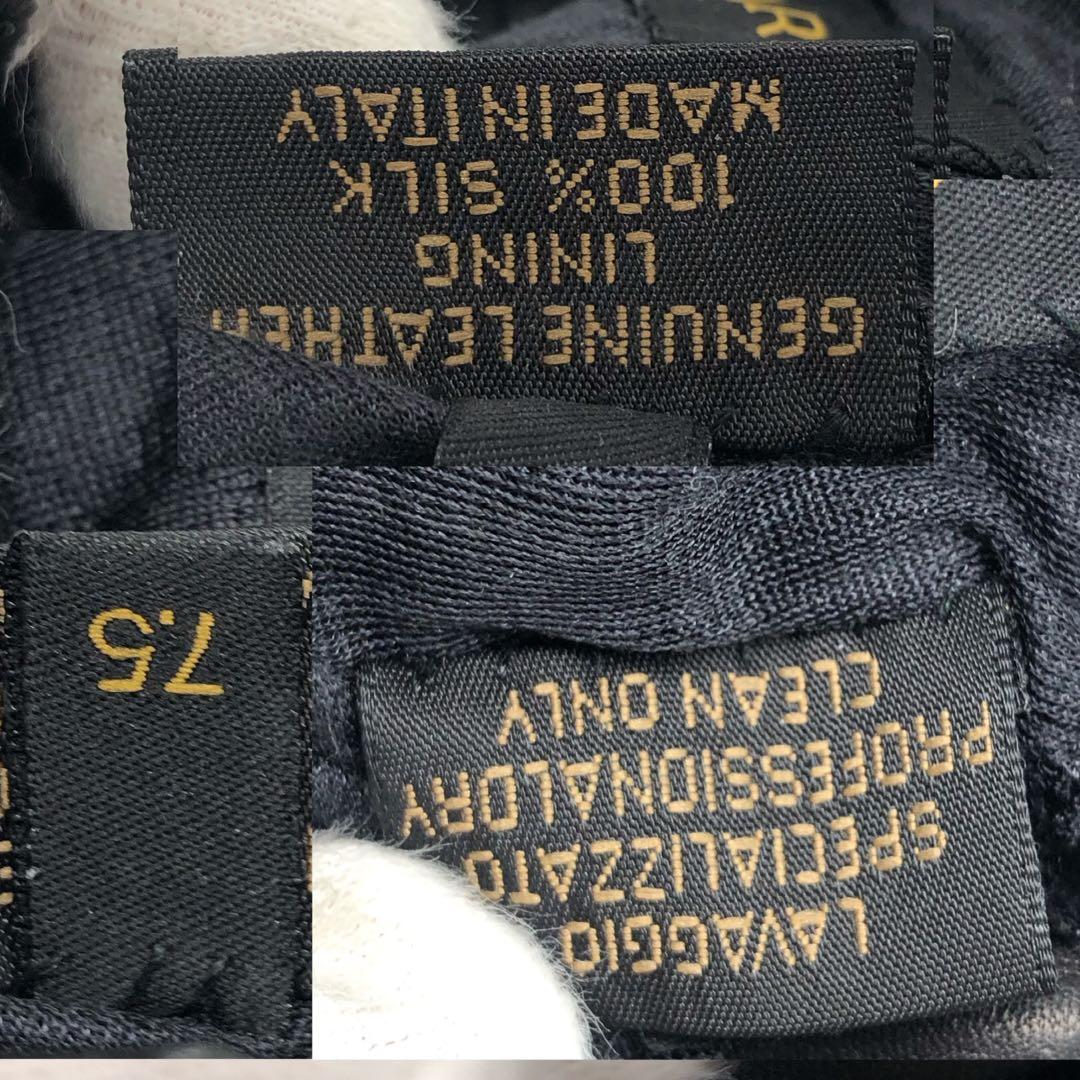 GENUINE LEATHER
LINING
100% SILK
MADE IN ITALY
7.5
LAVAGGIO
SPECIALIZZATO
PROFESSIONALDRY
CLEAN ONLY